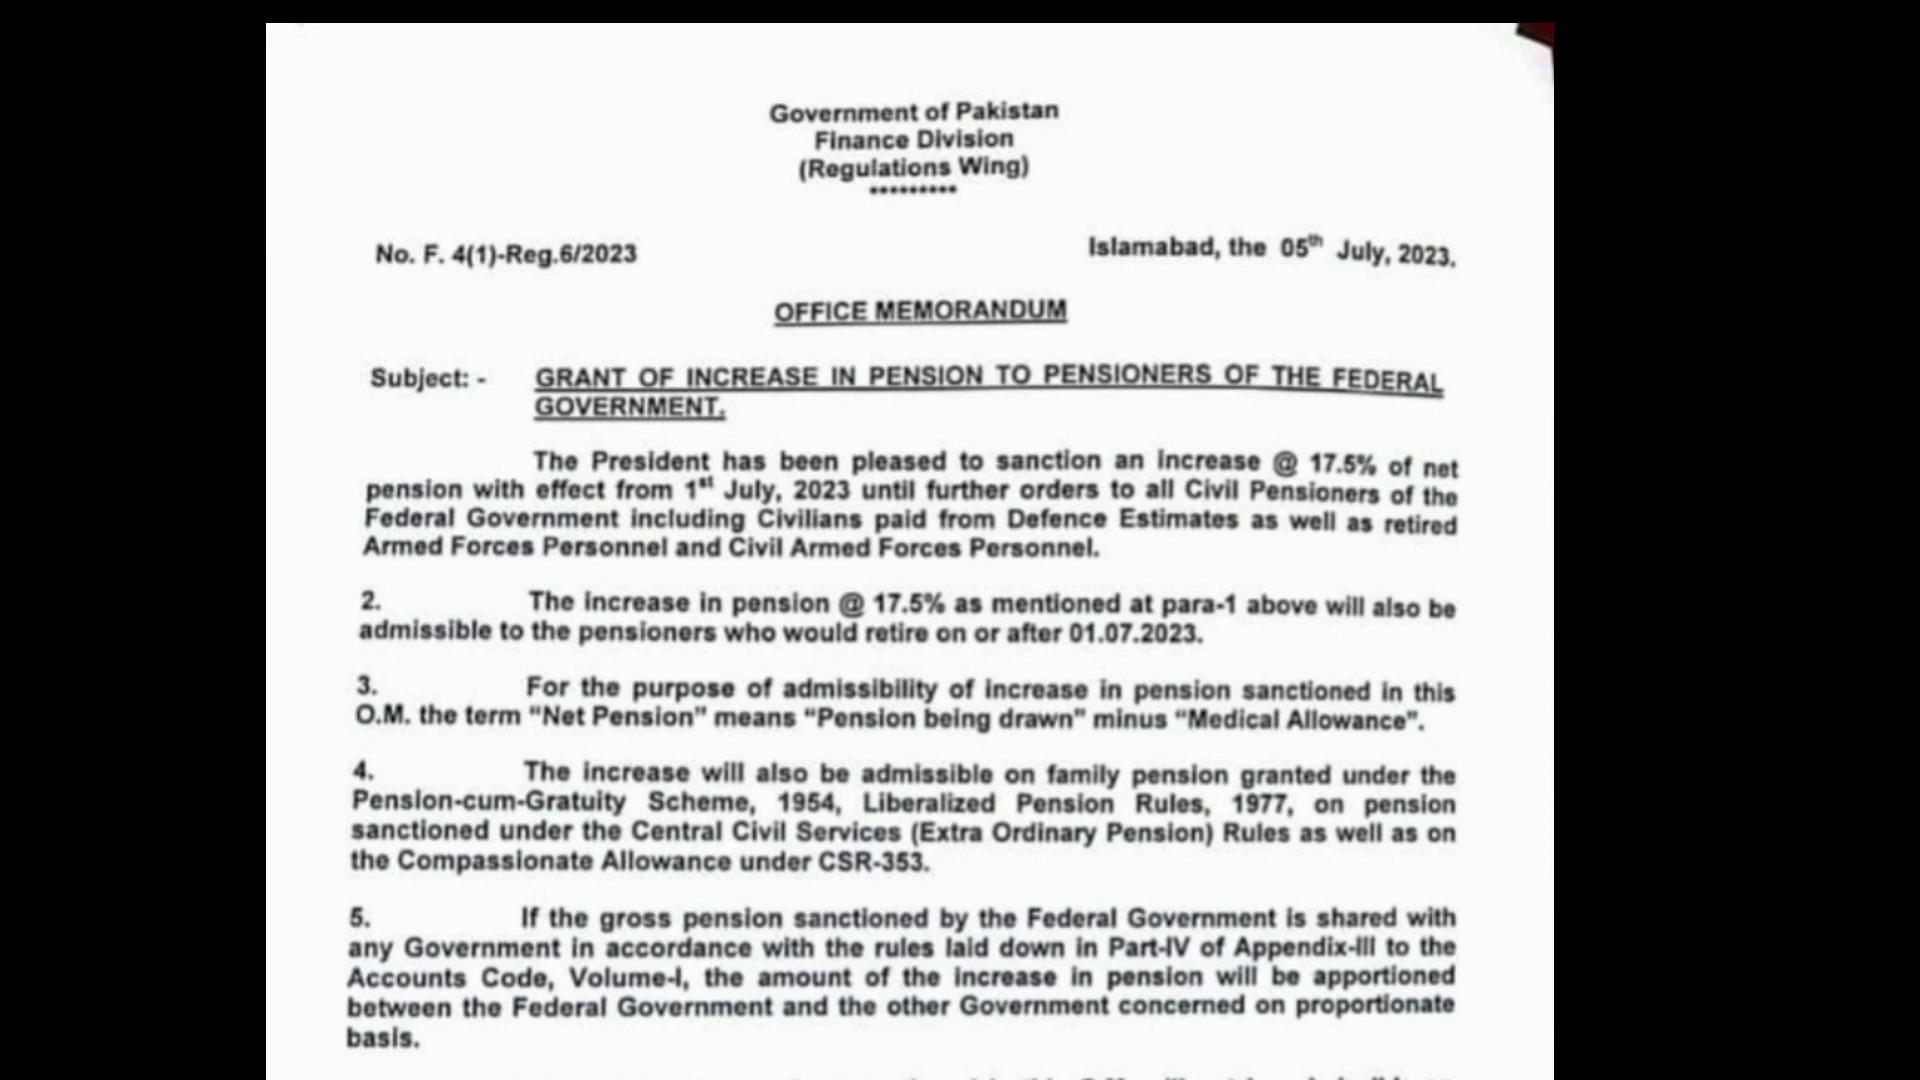 Government of Pakistan
Finance Division
(Regulations Wing)
*********
No. F. 4(1)-Reg.6/2023
Islamabad, the 05th July, 2023.
OFFICE MEMORANDUM
Subject: - GRANT OF INCREASE IN PENSION TO PENSIONERS OF THE FEDERAL
GOVERNMENT.
The President has been pleased to sanction an increase @ 17.5% of net
pension with effect from 1st July, 2023 until further orders to all Civil Pensioners of the
Federal Government including Civilians paid from Defence Estimates as well as retired
Armed Forces Personnel and Civil Armed Forces Personnel.
2. The increase in pension @ 17.5% as mentioned at para-1 above will also be
admissible to the pensioners who would retire on or after 01.07.2023.
3. For the purpose of admissibility of increase in pension sanctioned in this
O.M. the term "Net Pension" means "Pension being drawn" minus "Medical Allowance".
4. The increase will also be admissible on family pension granted under the
Pension-cum-Gratuity Scheme, 1954, Liberalized Pension Rules, 1977, on pension
sanctioned under the Central Civil Services (Extra Ordinary Pension) Rules as well as on
the Compassionate Allowance under CSR-353.
5. If the gross pension sanctioned by the Federal Government is shared with
any Government in accordance with the rules laid down in Part-IV of Appendix-III to the
Accounts Code, Volume-I, the amount of the increase in pension will be apportioned
between the Federal Government and the other Government concerned on proportionate
basis.